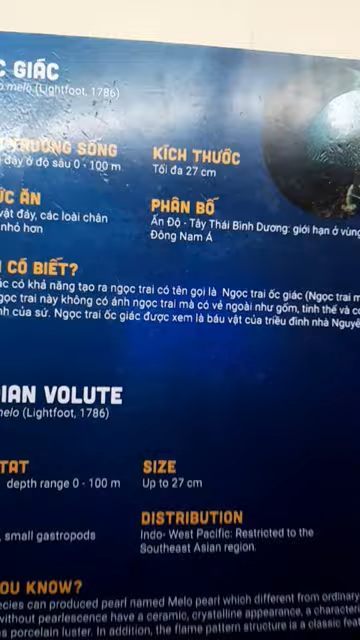 C GIÁC
melo (Lightfoot, 1786)
TRƯỜNG SỐNG
đáy ở độ sâu 0 - 100 m
KÍCH THƯỚC
Tối đa 27 cm
ỨC ĂN
vật đáy, các loài chân
nhỏ hơn
PHÂN BỐ
Ấn Độ - Tây Thái Bình Dương: giới hạn ở vùng
Đông Nam Á
CÓ BIẾT?
có khả năng tạo ra ngọc trai có tên gọi là Ngọc trai ốc giác (Ngọc trai
ngọc trai này không có ánh ngọc trai mà có vẻ ngoài như gốm, tinh thể và
của sứ. Ngọc trai ốc giác được xem là báu vật của triều đình nhà
IAN VOLUTE
melo (Lightfoot, 1786)
TAT
depth range 0 - 100 m
SIZE
Up to 27 cm
, small gastropods
DISTRIBUTION
Indo- West Pacific: Restricted to the
Southeast Asian region.
OU KNOW?
ecies can produced pearl named Melo pearl which different from ordinary
without pearlescence have a ceramic, crystalline appearance, a
porcelain luster. In addition, the flame pattern structure is a classic